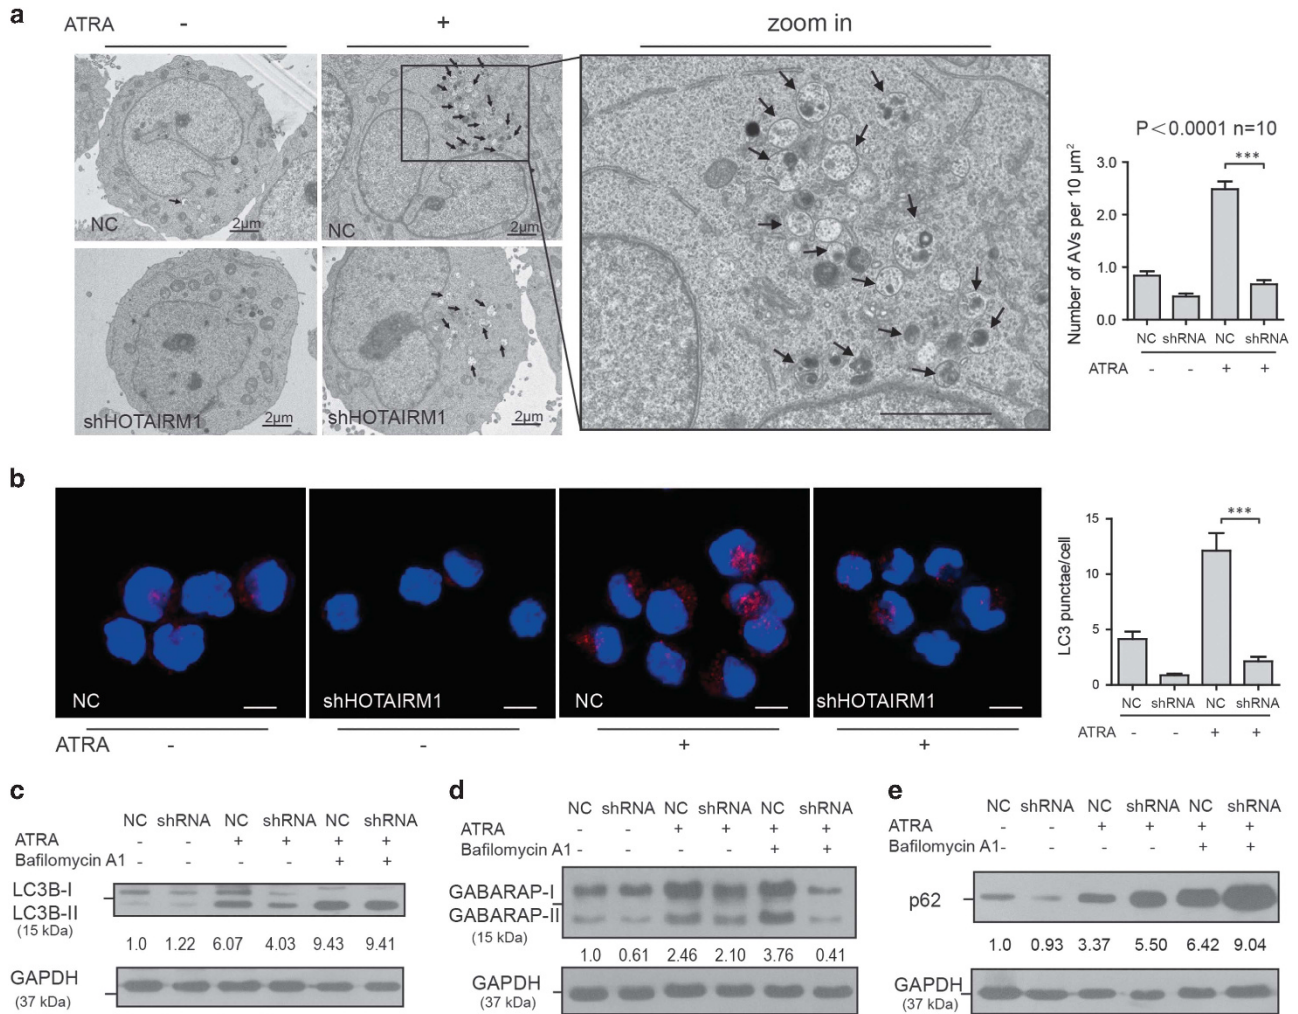 a
ATRA - + zoom in
NC
2μm
NC
2μm
shHOTAIRM1
2μm
shHOTAIRM1
2μm
P<0.0001 n=10
***
Number of AVs per 10 μm²
3.0
2.0
1.0
0.0
NC shRNA NC shRNA
ATRA - - + +
b
NC
shHOTAIRM1
NC
shHOTAIRM1
ATRA - - + +
***
LC3 punctae/cell
15
10
5
0
NC shRNA NC shRNA
ATRA - - + +
c
NC shRNA NC shRNA NC shRNA
ATRA - - + + + +
Bafilomycin A1 - - - - + +
LC3B-I
LC3B-II
(15 kDa)
1.0 1.22 6.07 4.03 9.43 9.41
GAPDH
(37 kDa)
d
NC shRNA NC shRNA NC shRNA
ATRA - - + + + +
Bafilomycin A1 - - - - + +
GABARAP-I
GABARAP-II
(15 kDa)
1.0 0.61 2.46 2.10 3.76 0.41
GAPDH
(37 kDa)
e
NC shRNA NC shRNA NC shRNA
ATRA - - + + + +
Bafilomycin A1 - - - - + +
p62
1.0 0.93 3.37 5.50 6.42 9.04
GAPDH
(37 kDa)